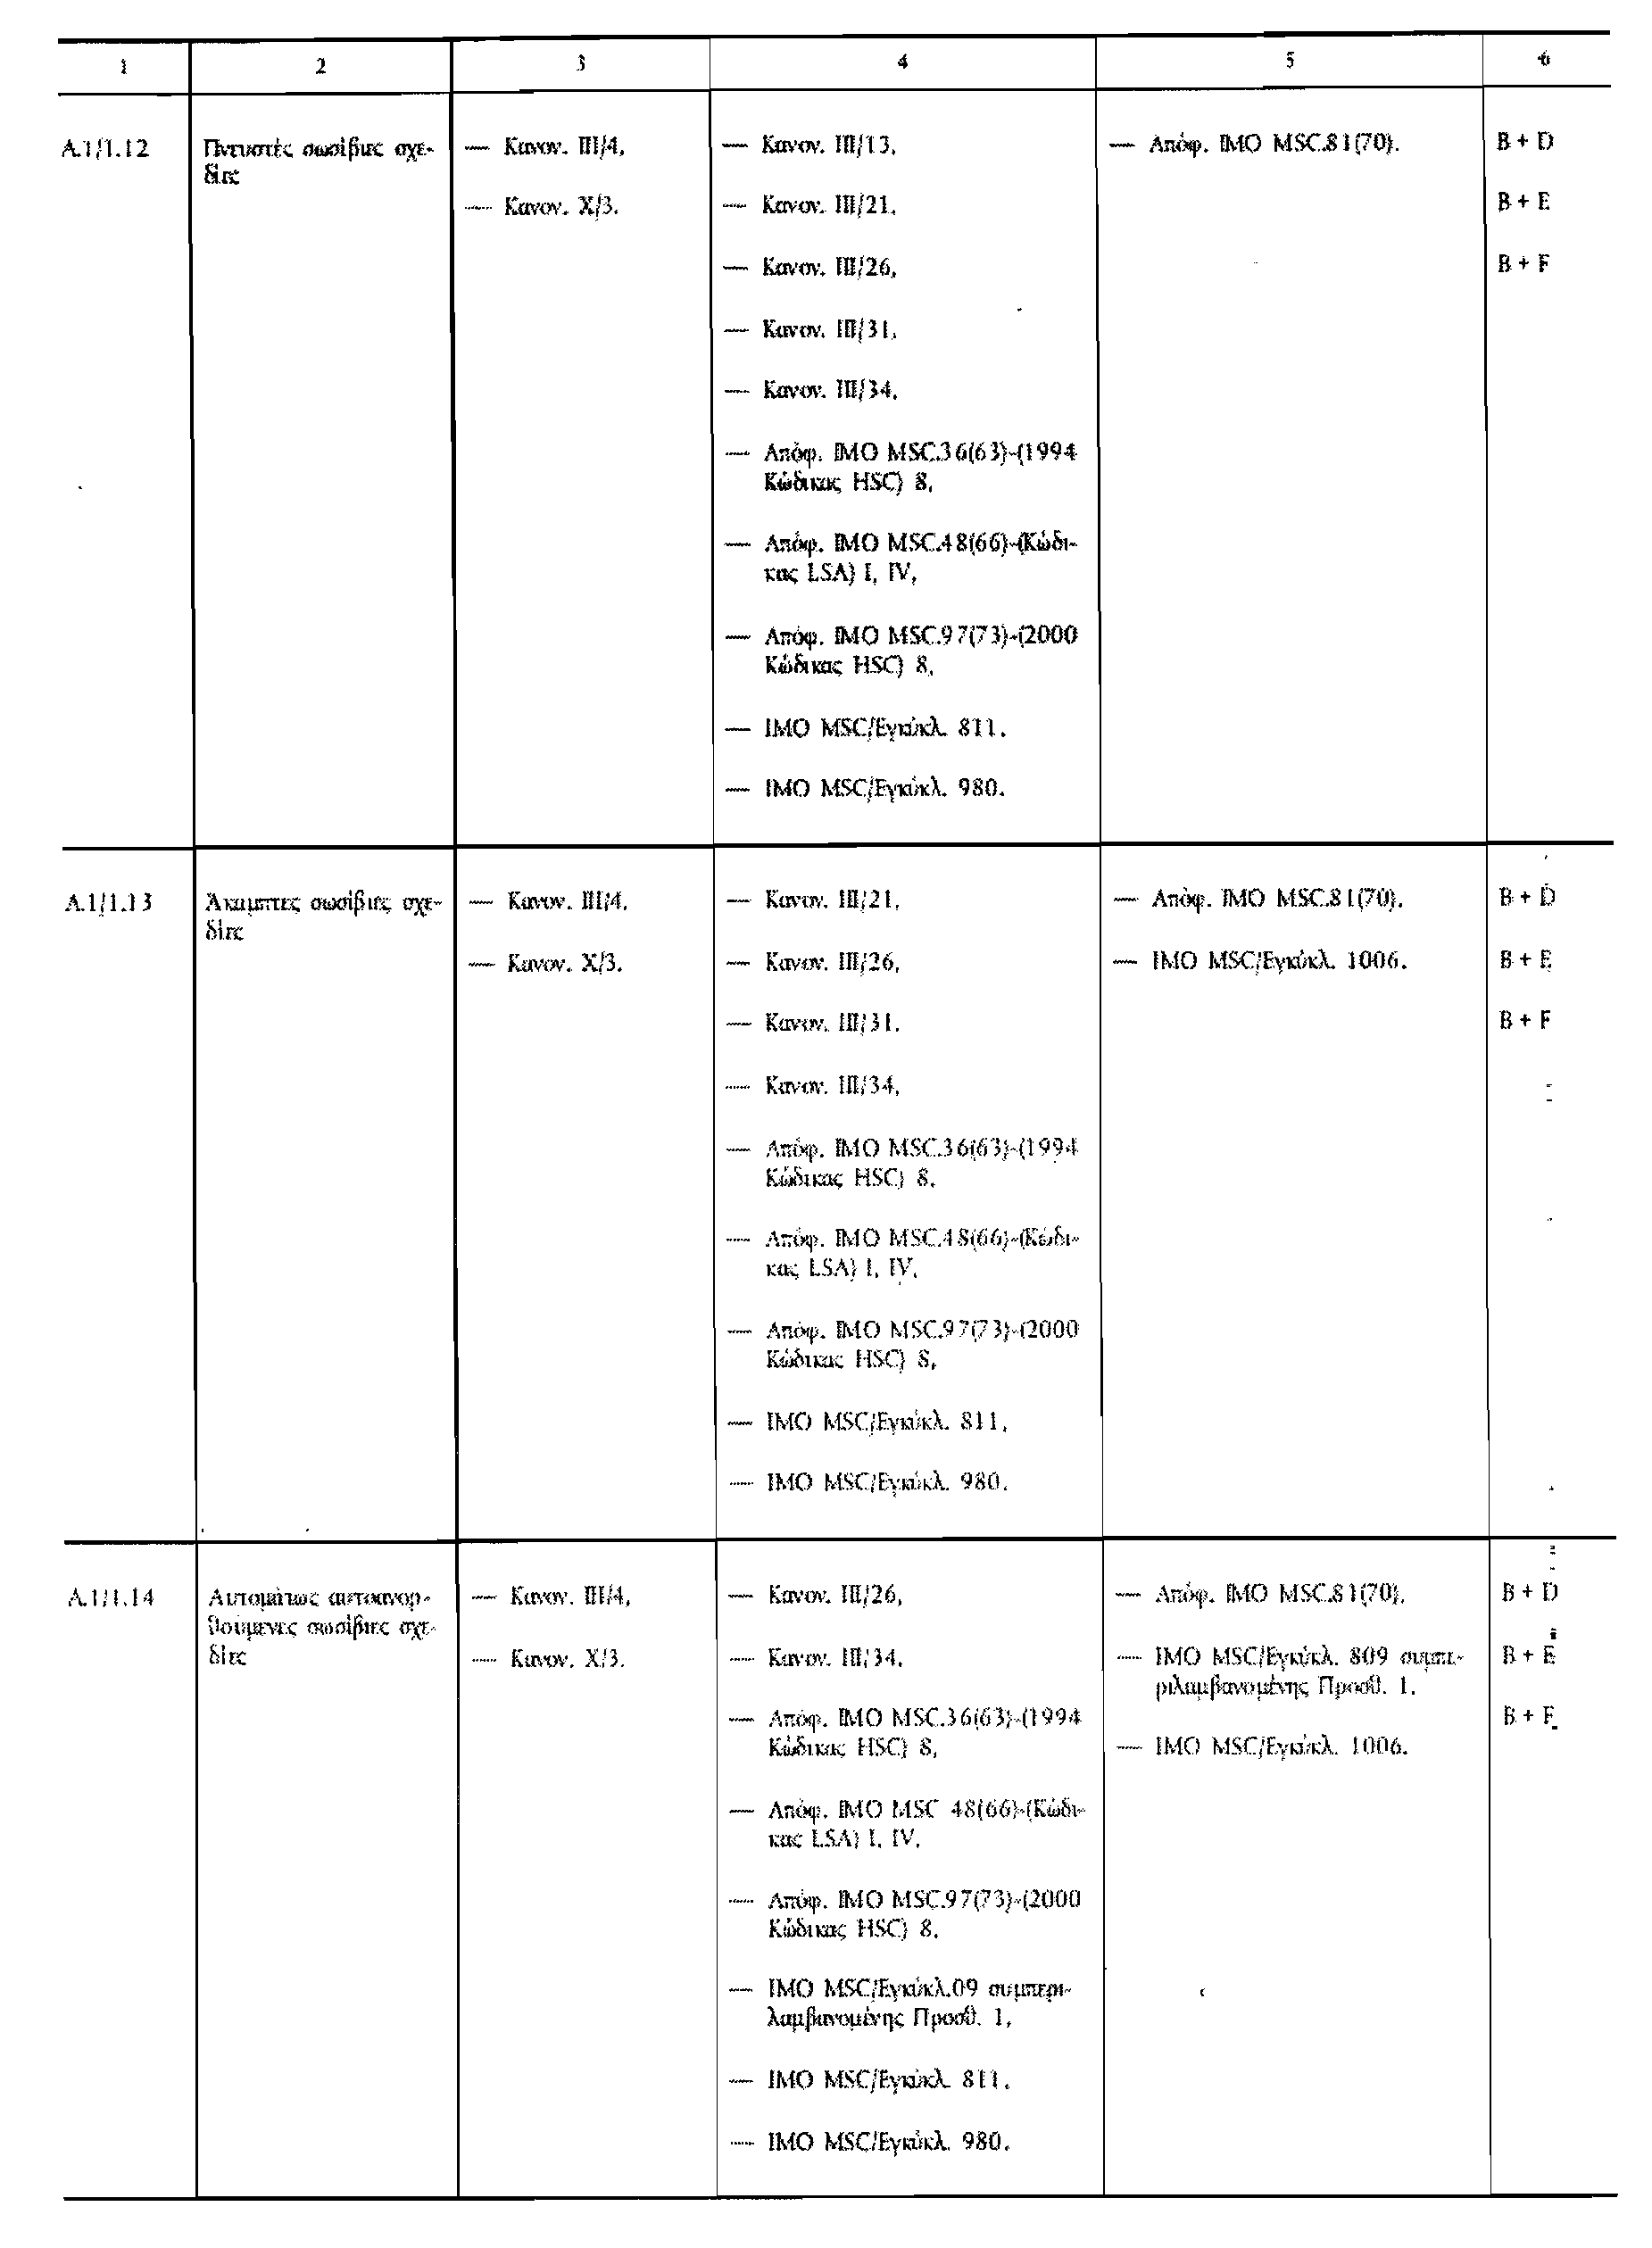 1 2 3 4 5 6
A.1/1.12
Πνευστές σωσίβιες σχε-
δίες
— Κανον. III/4,
— Κανον. X/3.
— Κανον. III/13,
— Κανον. III/21,
— Κανον. III/26,
— Κανον. III/31,
— Κανον. III/34,
— Απόφ. IMO MSC.36(63)-(1994
Κώδικας HSC) 8,
— Απόφ. IMO MSC.48(66)-(Κώδι-
κας LSA) I, IV,
— Απόφ. IMO MSC.97(73)-(2000
Κώδικας HSC) 8,
— IMO MSC/Εγκύκλ. 811.
— IMO MSC/Εγκύκλ. 980.
— Απόφ. IMO MSC.81(70).
B + D
B + E
B + F
A.1/1.13
Άκαμπτες σωσίβιες σχε-
δίες
— Κανον. III/4,
— Κανον. X/3.
— Κανον. III/21,
— Κανον. III/26,
— Κανον. III/31,
— Κανον. III/34,
— Απόφ. IMO MSC.36(63)-(1994
Κώδικας HSC) 8,
— Απόφ. IMO MSC.48(66)-(Κώδι-
κας LSA) I, IV,
— Απόφ. IMO MSC.97(73)-(2000
Κώδικας HSC) 8,
— IMO MSC/Εγκύκλ. 811,
— IMO MSC/Εγκύκλ. 980.
— Απόφ. IMO MSC.81(70).
— IMO MSC/Εγκύκλ. 1006.
B + D
B + E
B + F
A.1/1.14
Αυτομάτως αυτοανορ-
θούμενες σωσίβιες σχε-
δίες
— Κανον. III/4,
— Κανον. X/3.
— Κανον. III/26,
— Κανον. III/34,
— Απόφ. IMO MSC.36(63)-(1994
Κώδικας HSC) 8,
— Απόφ. IMO MSC 48(66)-(Κώδι-
κας LSA) I, IV,
— Απόφ. IMO MSC.97(73)-(2000
Κώδικας HSC) 8,
— IMO MSC/Εγκύκλ.09 συμπερι-
λαμβανομένης Προσθ. 1,
— IMO MSC/Εγκύκλ. 811,
— IMO MSC/Εγκύκλ. 980.
— Απόφ. IMO MSC.81(70).
— IMO MSC/Εγκύκλ. 809 συμπε-
ριλαμβανομένης Προσθ. 1,
— IMO MSC/Εγκύκλ. 1006.
B + D
B + E
B + F